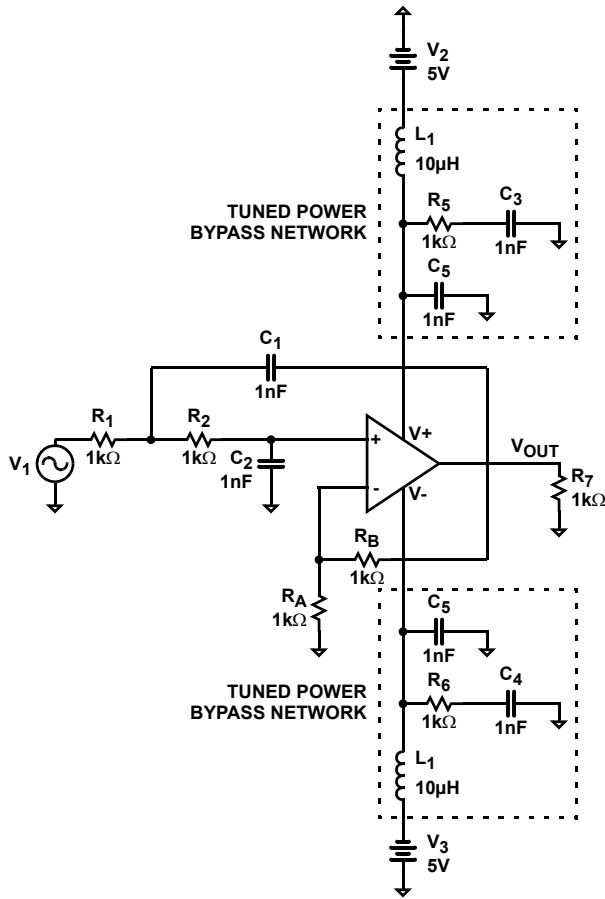 V2
5V
L1
10µH
TUNED POWER
BYPASS NETWORK
R5
1kΩ
C3
1nF
C5
1nF
C1
1nF
R1
1kΩ
R2
1kΩ
C2
1nF
V1
+
-
V+
V-
VOUT
R7
1kΩ
RB
1kΩ
RA
1kΩ
C5
1nF
TUNED POWER
BYPASS NETWORK
R6
1kΩ
C4
1nF
L1
10µH
V3
5V